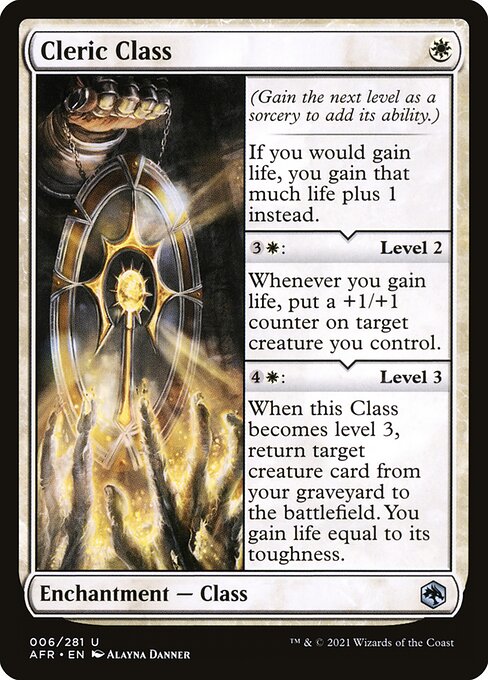 Cleric Class
(Gain the next level as a
sorcery to add its ability.)
If you would gain
life, you gain that
much life plus 1
instead.
3: Level 2
Whenever you gain
life, put a +1/+1
counter on target
creature you control.
4: Level 3
When this Class
becomes level 3,
return target
creature card from
your graveyard to
the battlefield. You
gain life equal to its
toughness.
Enchantment — Class
006/281 U
AFR • EN Alayna Danner
™ & © 2021 Wizards of the Coast